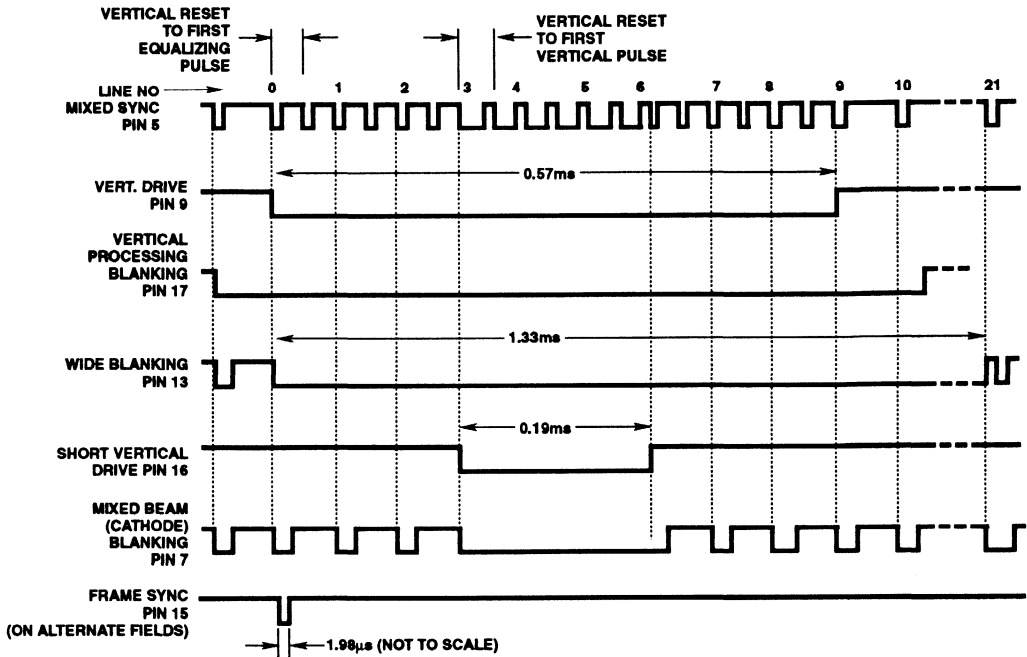 VERTICAL RESET
TO FIRST
EQUALIZING
PULSE
VERTICAL RESET
TO FIRST
VERTICAL PULSE
LINE NO
0 1 2 3 4 5 6 7 8 9 10 21
MIXED SYNC
PIN 5
0.57ms
VERT. DRIVE
PIN 9
VERTICAL
PROCESSING
BLANKING
PIN 17
1.33ms
WIDE BLANKING
PIN 13
0.19ms
SHORT VERTICAL
DRIVE PIN 16
MIXED BEAM
(CATHODE)
BLANKING
PIN 7
FRAME SYNC
PIN 15
(ON ALTERNATE FIELDS)
1.98µs (NOT TO SCALE)